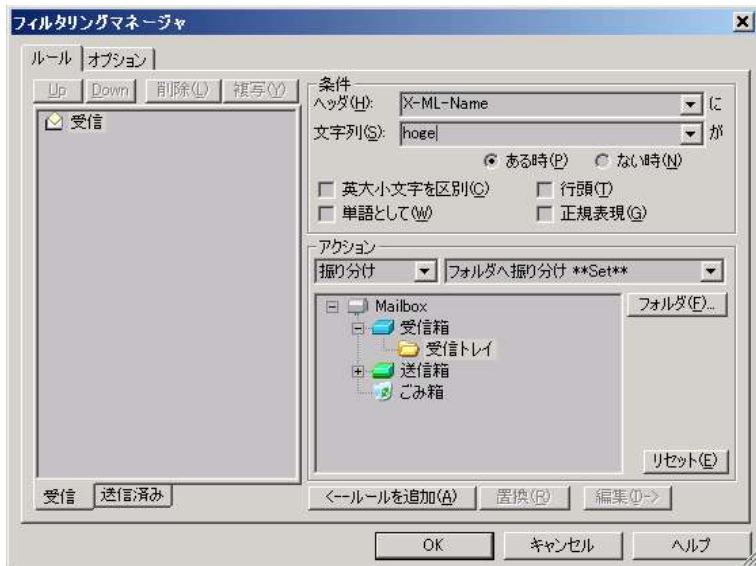 フィルタリングマネージャ
ルール オプション
Up Down 削除(L) 複写(Y)
受信
条件
ヘッダ(H): X-ML-Name に
文字列(S): hoge が
ある時(P) ない時(N)
英大小文字を区別(C) 行頭(T)
単語として(W) 正規表現(G)
アクション
振り分け フォルダへ振り分け **Set**
Mailbox
受信箱
受信トレイ
送信箱
ごみ箱
フォルダ(F)...
リセット(E)
受信 送信済み
<--ルールを追加(A) 置換(R) 編集(I)->
OK キャンセル ヘルプ